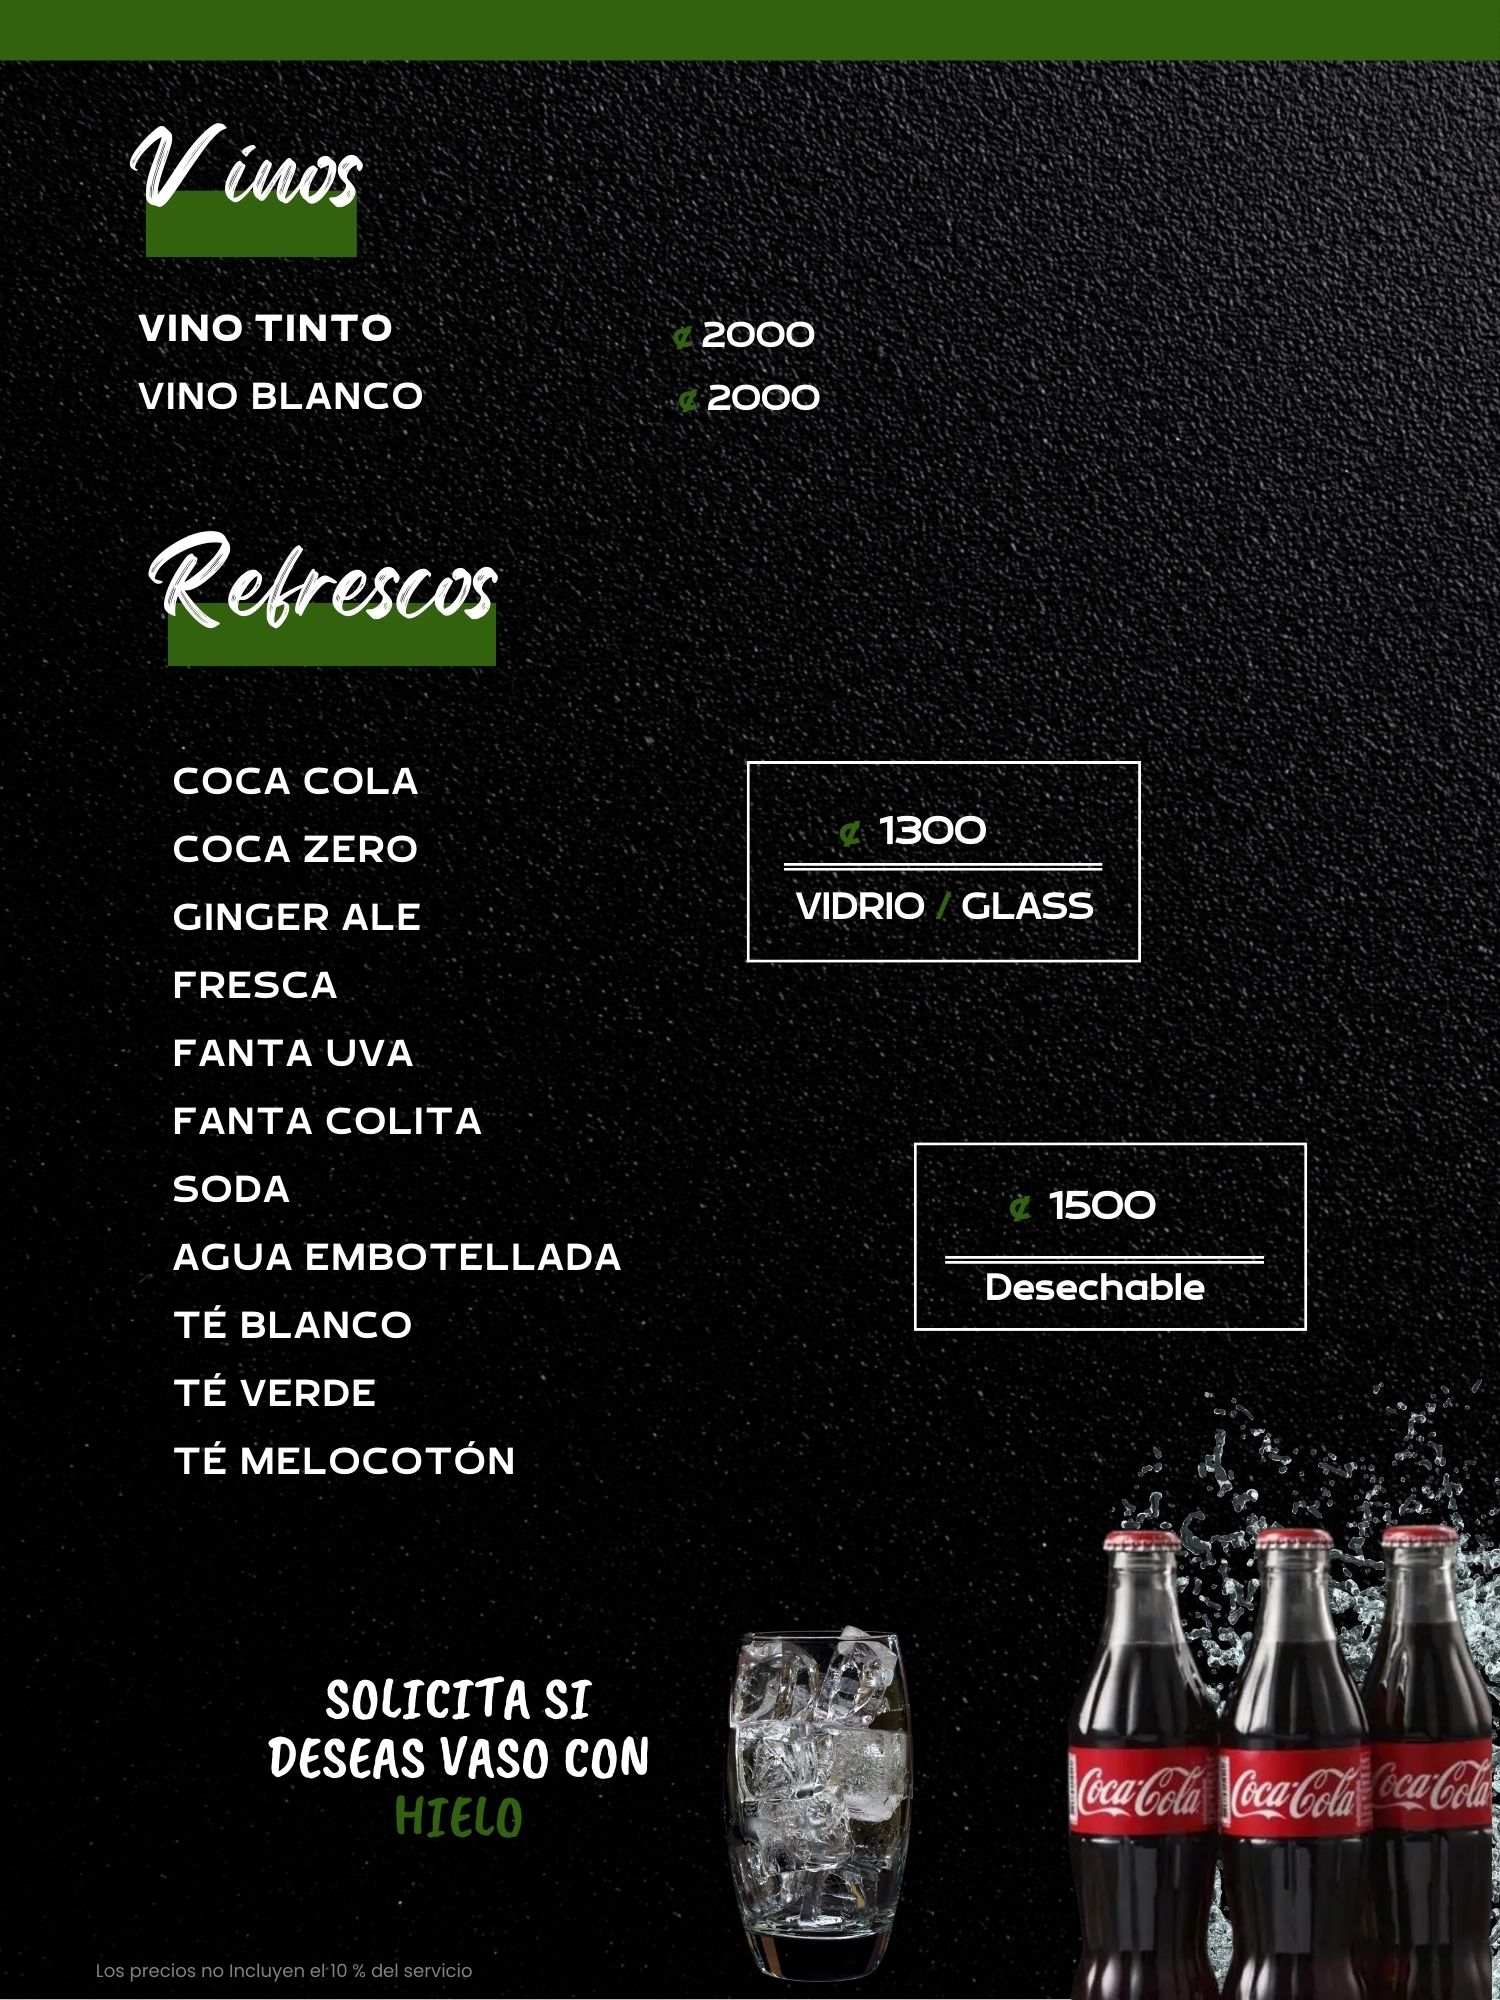 Vinos
VINO TINTO ₡ 2000
VINO BLANCO ₡ 2000
Refrescos
COCA COLA
COCA ZERO
GINGER ALE
FRESCA
FANTA UVA
FANTA COLITA
SODA
AGUA EMBOTELLADA
TÉ BLANCO
TÉ VERDE
TÉ MELOCOTÓN
₡ 1300
VIDRIO / GLASS
₡ 1500
Desechable
SOLICITA SI
DESEAS VASO CON
HIELO
Coca-Cola
Coca-Cola
Coca-Cola
Los precios no Incluyen el 10 % del servicio